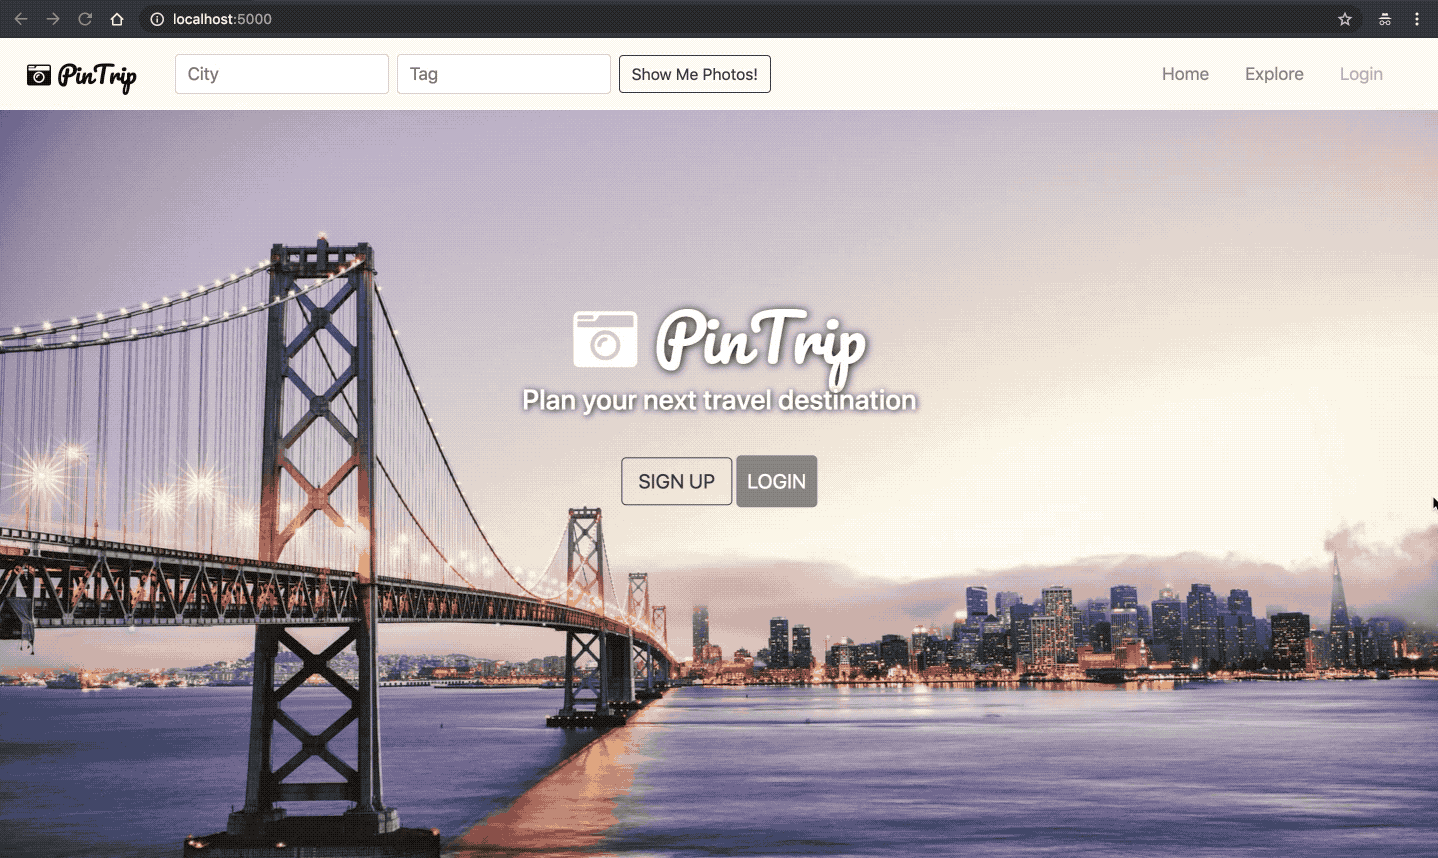 localhost:5000
PinTrip City Tag Show Me Photos! Home Explore Login
PinTrip
Plan your next travel destination
SIGN UP LOGIN